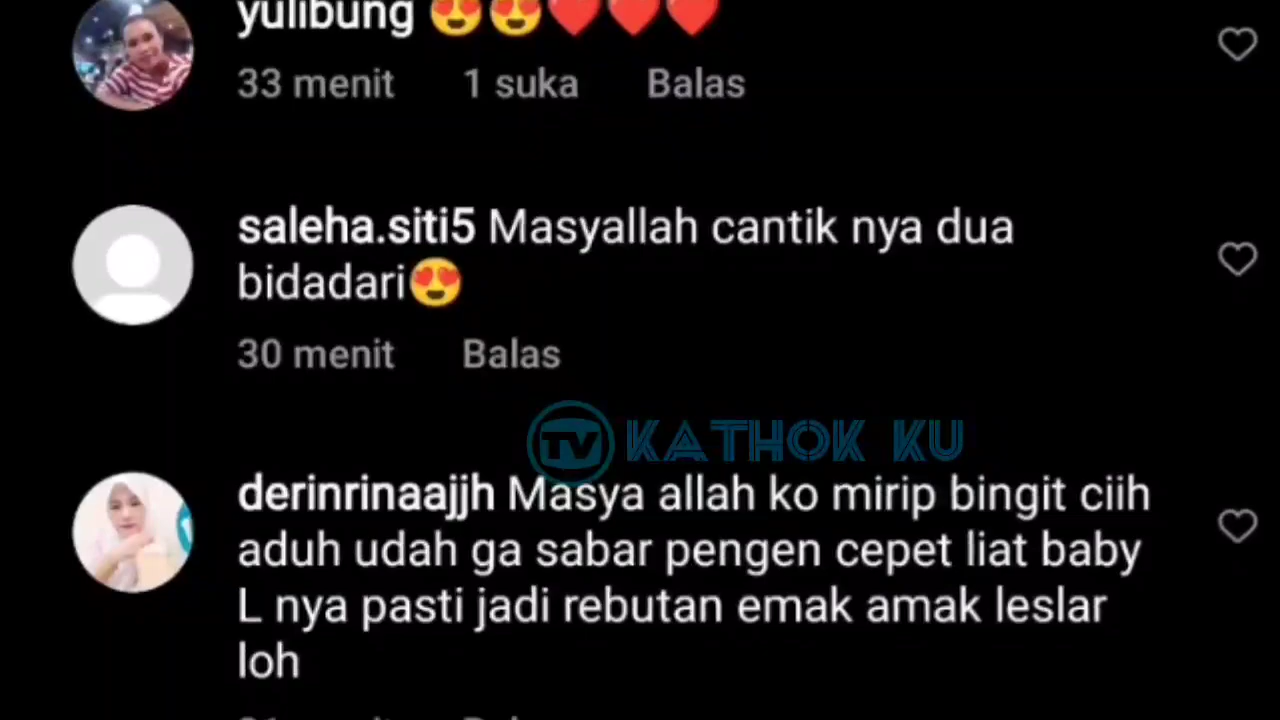 yulibung 😍😍❤️❤️❤️
33 menit 1 suka Balas
saleha.siti5 Masyallah cantik nya dua
bidadari😍
30 menit Balas
TV KATHOK KU
derinrinaajjh Masya allah ko mirip bingit ciih
aduh udah ga sabar pengen cepet liat baby
L nya pasti jadi rebutan emak amak leslar
loh